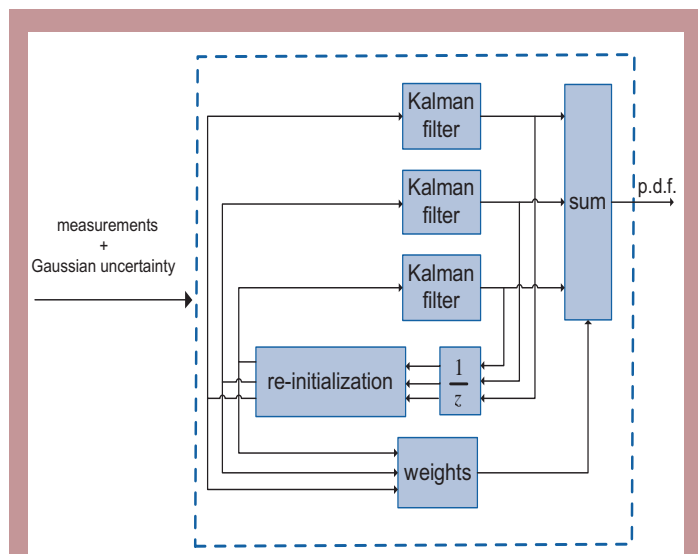 Kalman
filter
Kalman
filter
Kalman
filter
sum
p.d.f.
measurements
+
Gaussian uncertainty
re-initialization
1
z
weights